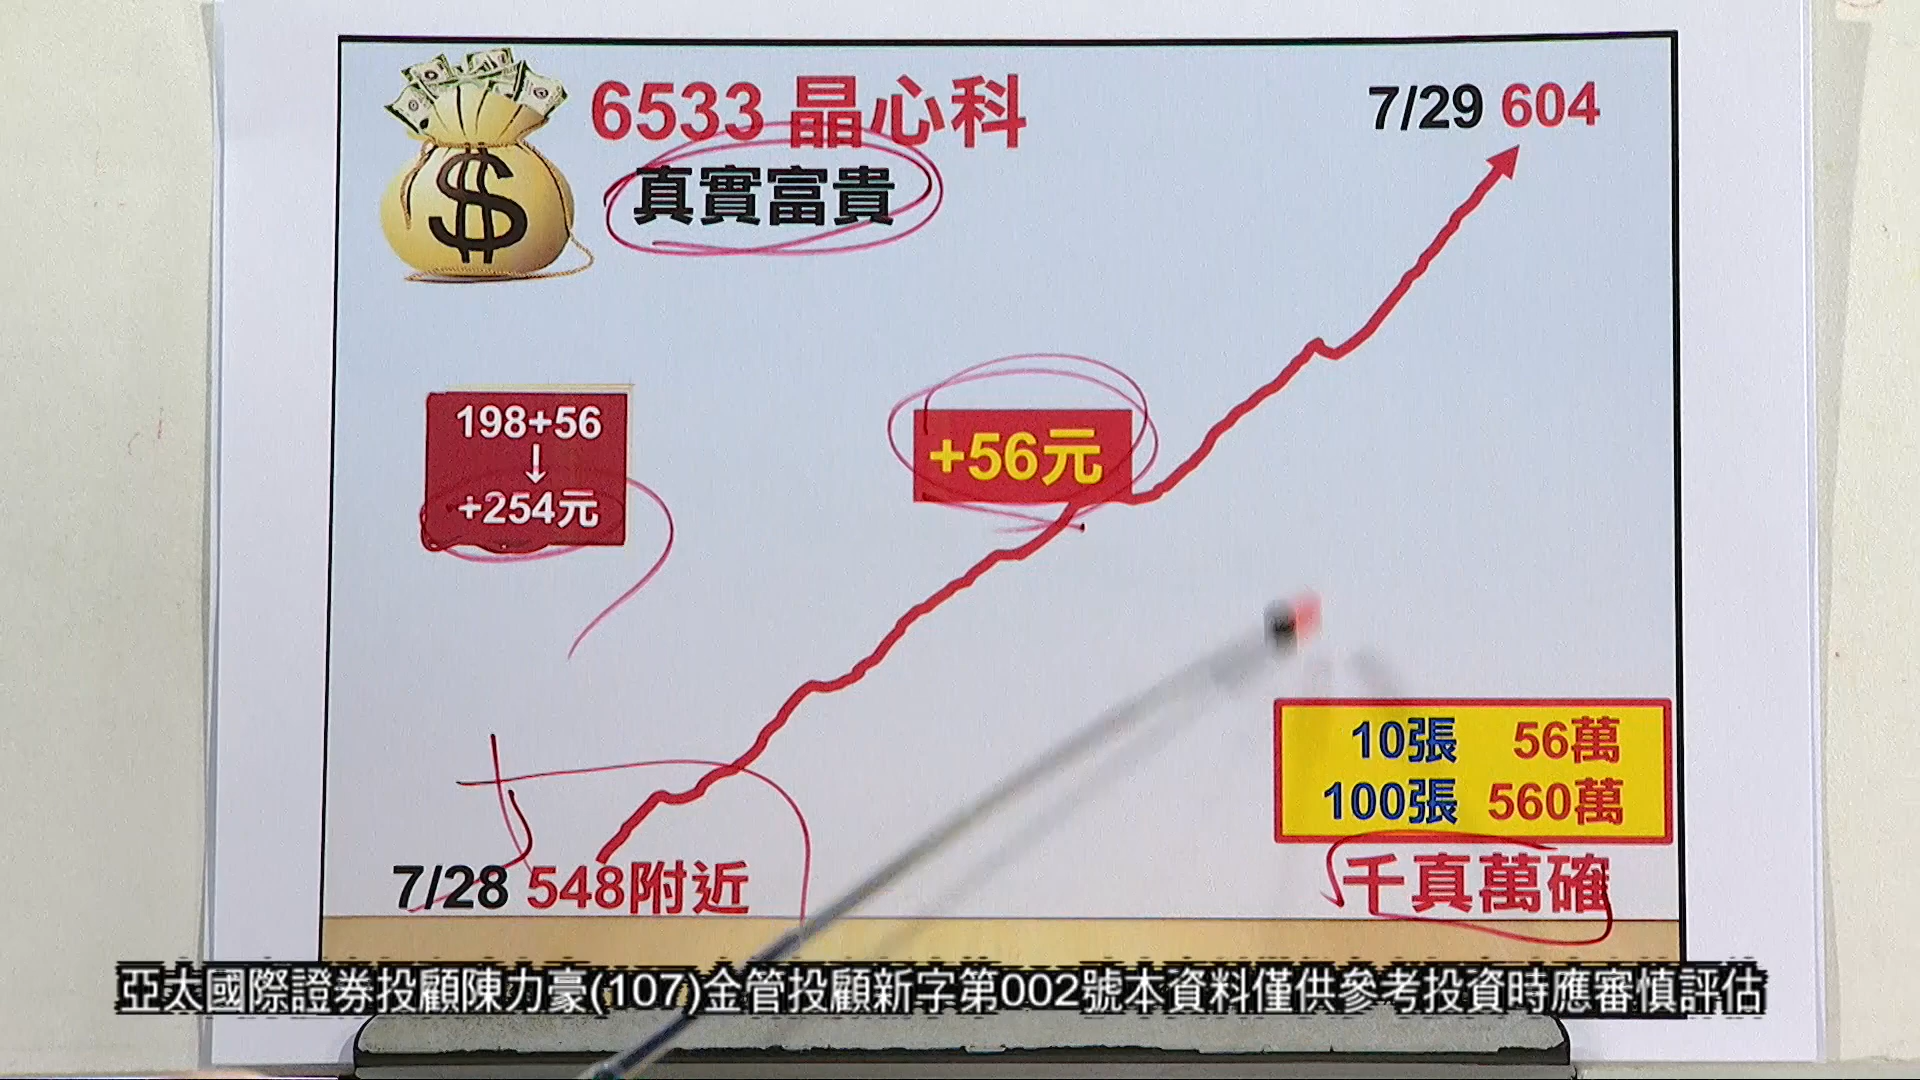 6533 晶心科
真實富貴
7/29 604
$
198+56
↓
+254元
+56元
10張 56萬
100張 560萬
千真萬確
7/28 548附近
亞太國際證券投顧陳力豪(107)金管投顧新字第002號本資料僅供參考投資時應審慎評估